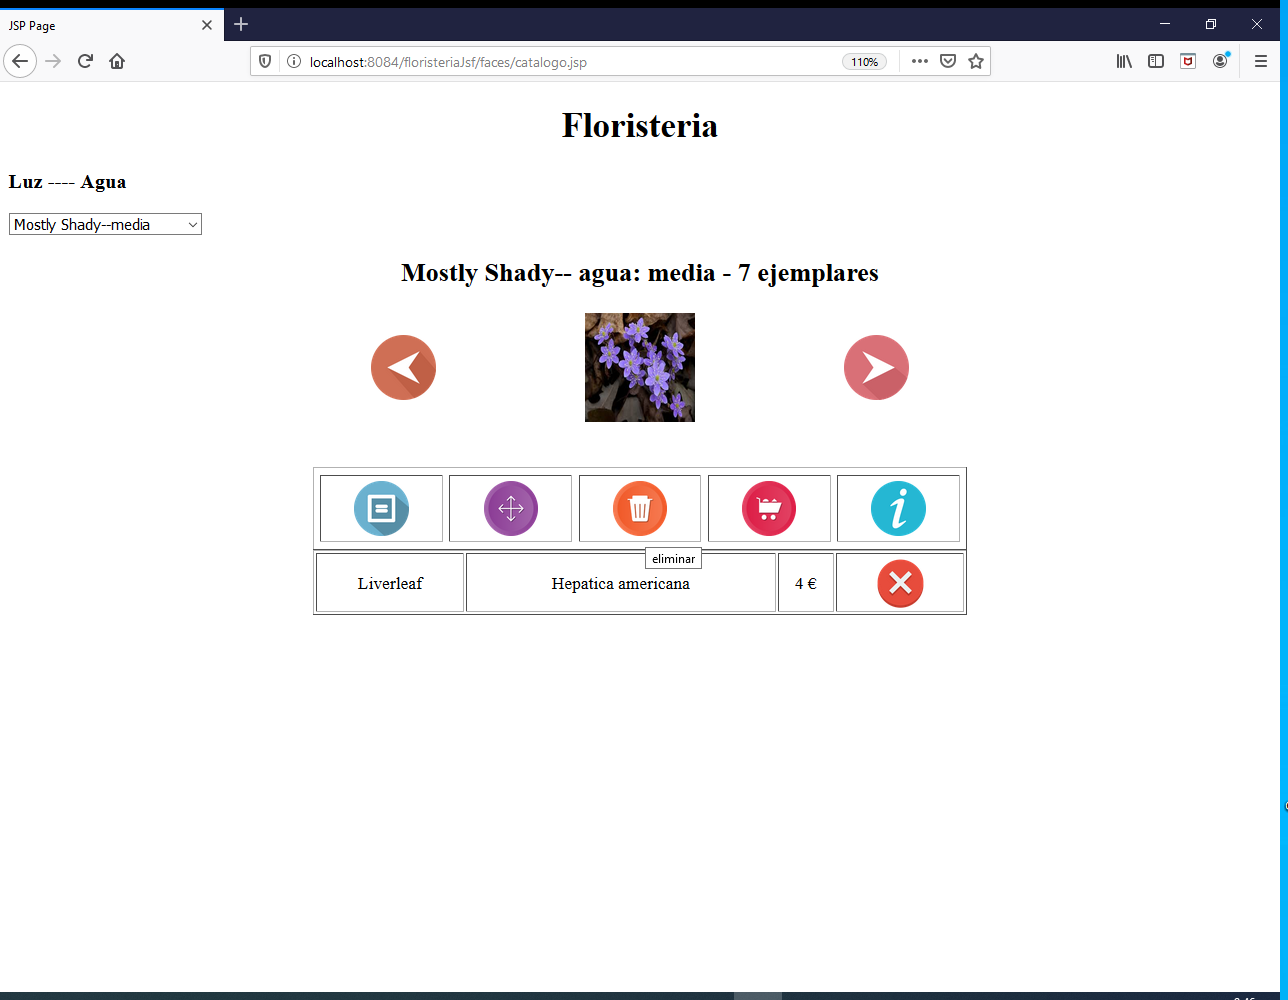 JSP Page
localhost:8084/floristeriaJsf/faces/catalogo.jsp
110%
Floristeria
Luz ---- Agua
Mostly Shady--media
Mostly Shady-- agua: media - 7 ejemplares
eliminar
Liverleaf
Hepatica americana
4 €